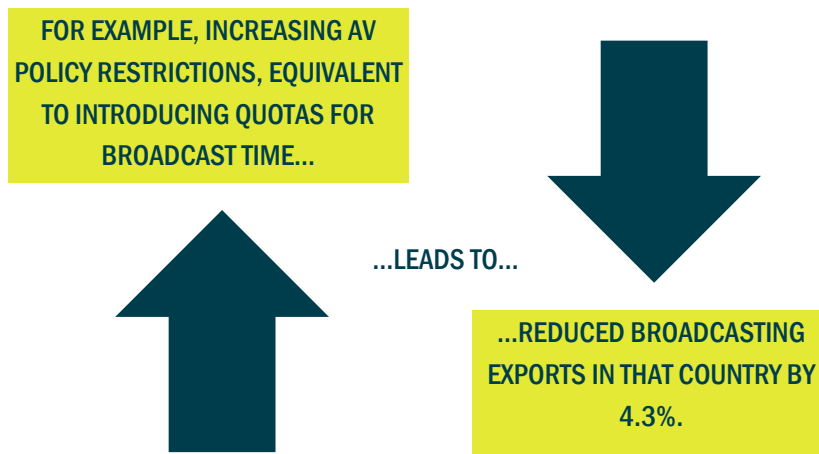 FOR EXAMPLE, INCREASING AV
POLICY RESTRICTIONS, EQUIVALENT
TO INTRODUCING QUOTAS FOR
BROADCAST TIME...
...LEADS TO...
...REDUCED BROADCASTING
EXPORTS IN THAT COUNTRY BY
4.3%.